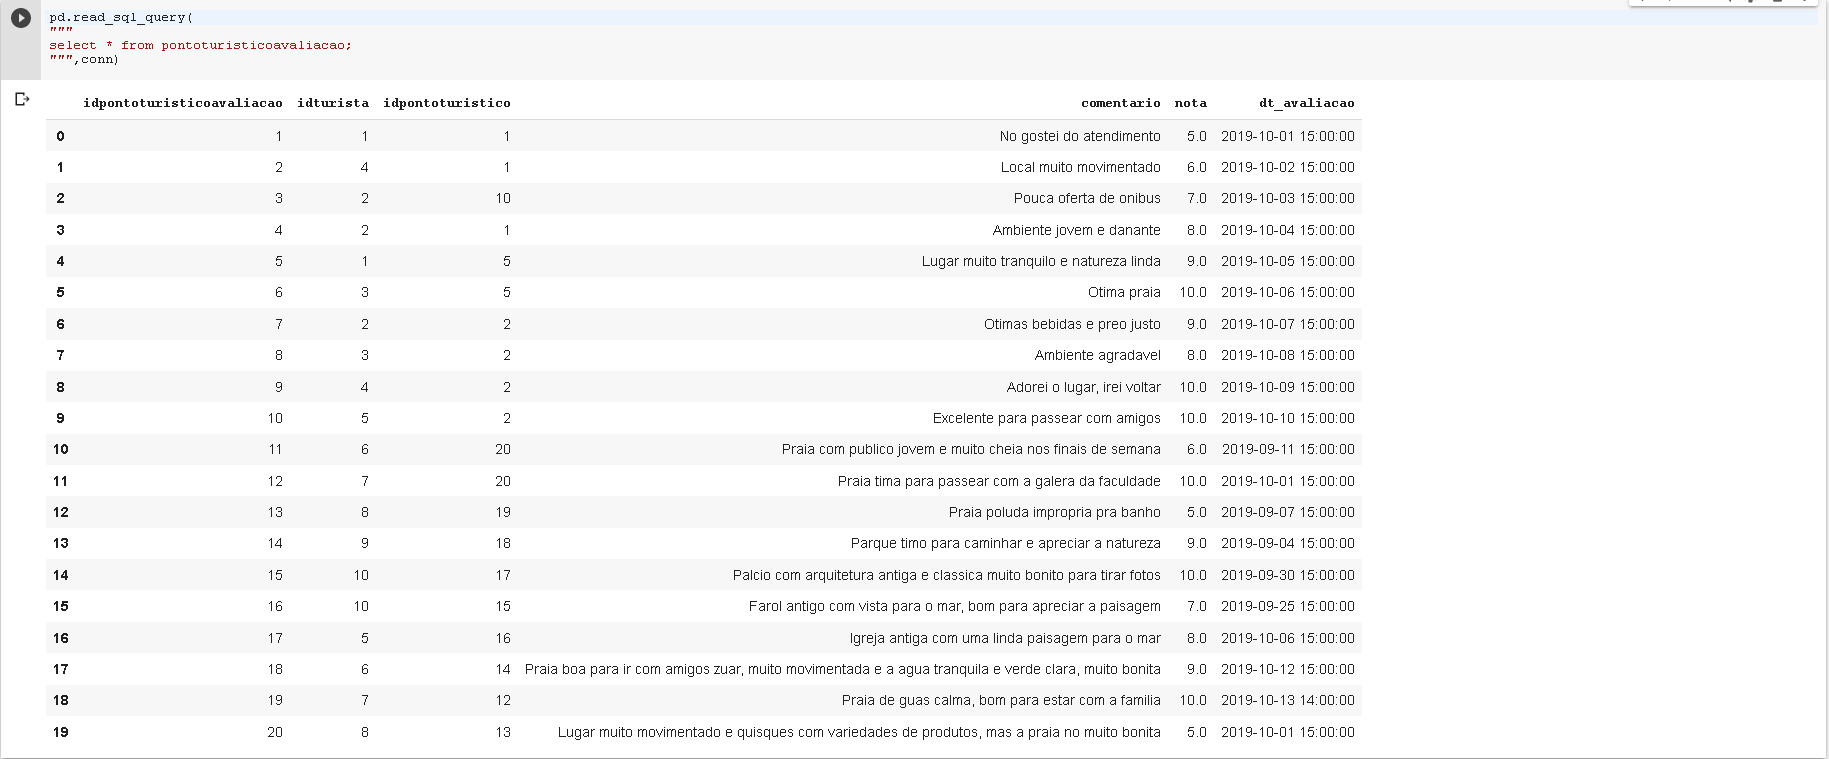 pd.read_sql_query(
"""
select * from pontoturisticoavaliacao;
""",conn)
idpontoturisticoavaliacao idturista idpontoturistico comentario nota dt_avaliacao
0 1 1 1 No gostei do atendimento 5.0 2019-10-01 15:00:00
1 2 4 1 Local muito movimentado 6.0 2019-10-02 15:00:00
2 3 2 10 Pouca oferta de onibus 7.0 2019-10-03 15:00:00
3 4 2 1 Ambiente jovem e danante 8.0 2019-10-04 15:00:00
4 5 1 5 Lugar muito tranquilo e natureza linda 9.0 2019-10-05 15:00:00
5 6 3 5 Otima praia 10.0 2019-10-06 15:00:00
6 7 2 2 Otimas bebidas e preo justo 9.0 2019-10-07 15:00:00
7 8 3 2 Ambiente agradavel 8.0 2019-10-08 15:00:00
8 9 4 2 Adorei o lugar, irei voltar 10.0 2019-10-09 15:00:00
9 10 5 2 Excelente para passear com amigos 10.0 2019-10-10 15:00:00
10 11 6 20 Praia com publico jovem e muito cheia nos finais de semana 6.0 2019-09-11 15:00:00
11 12 7 20 Praia tima para passear com a galera da faculdade 10.0 2019-10-01 15:00:00
12 13 8 19 Praia poluda impropria pra banho 5.0 2019-09-07 15:00:00
13 14 9 18 Parque timo para caminhar e apreciar a natureza 9.0 2019-09-04 15:00:00
14 15 10 17 Palcio com arquitetura antiga e classica muito bonito para tirar fotos 10.0 2019-09-30 15:00:00
15 16 10 15 Farol antigo com vista para o mar, bom para apreciar a paisagem 7.0 2019-09-25 15:00:00
16 17 5 16 Igreja antiga com uma linda paisagem para o mar 8.0 2019-10-06 15:00:00
17 18 6 14 Praia boa para ir com amigos zuar, muito movimentada e a agua tranquila e verde clara, muito bonita 9.0 2019-10-12 15:00:00
18 19 7 12 Praia de guas calma, bom para estar com a familia 10.0 2019-10-13 14:00:00
19 20 8 13 Lugar muito movimentado e quisques com variedades de produtos, mas a praia no muito bonita 5.0 2019-10-01 15:00:00